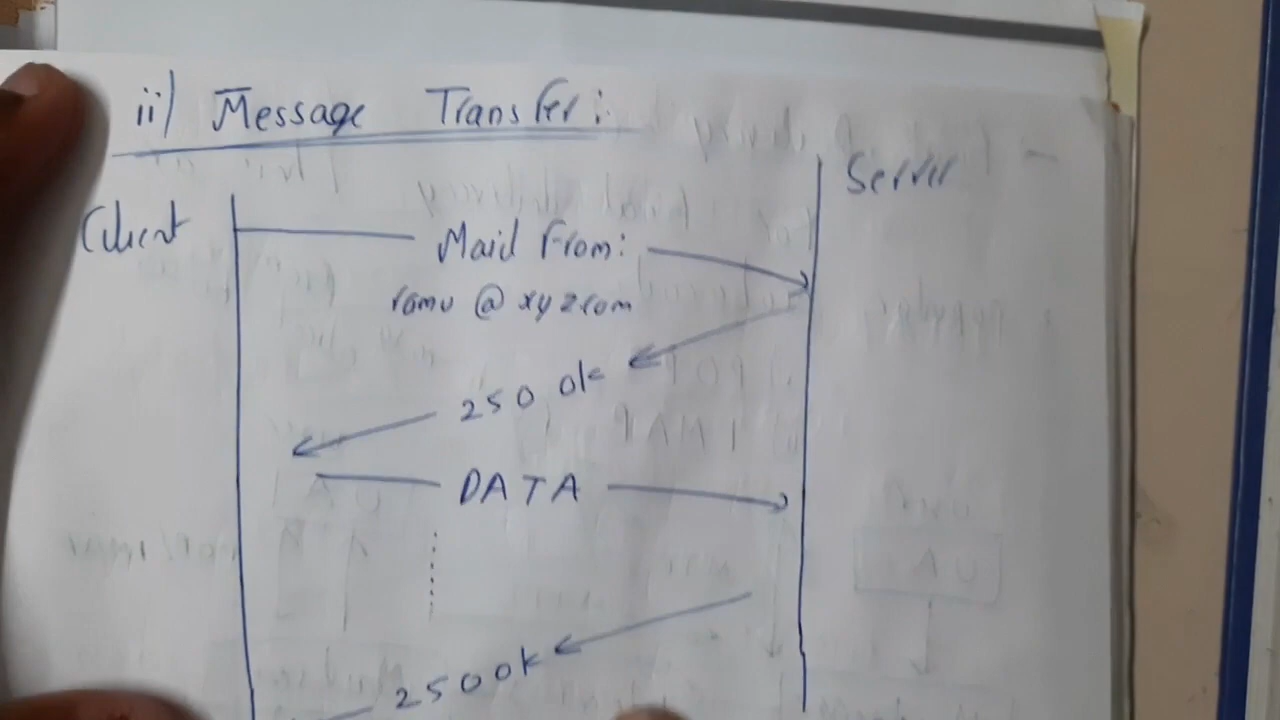 ii) Message Transfer:
Server
Client
Mail From:
ramu @ xyz.com
250 ok
DATA
250 ok